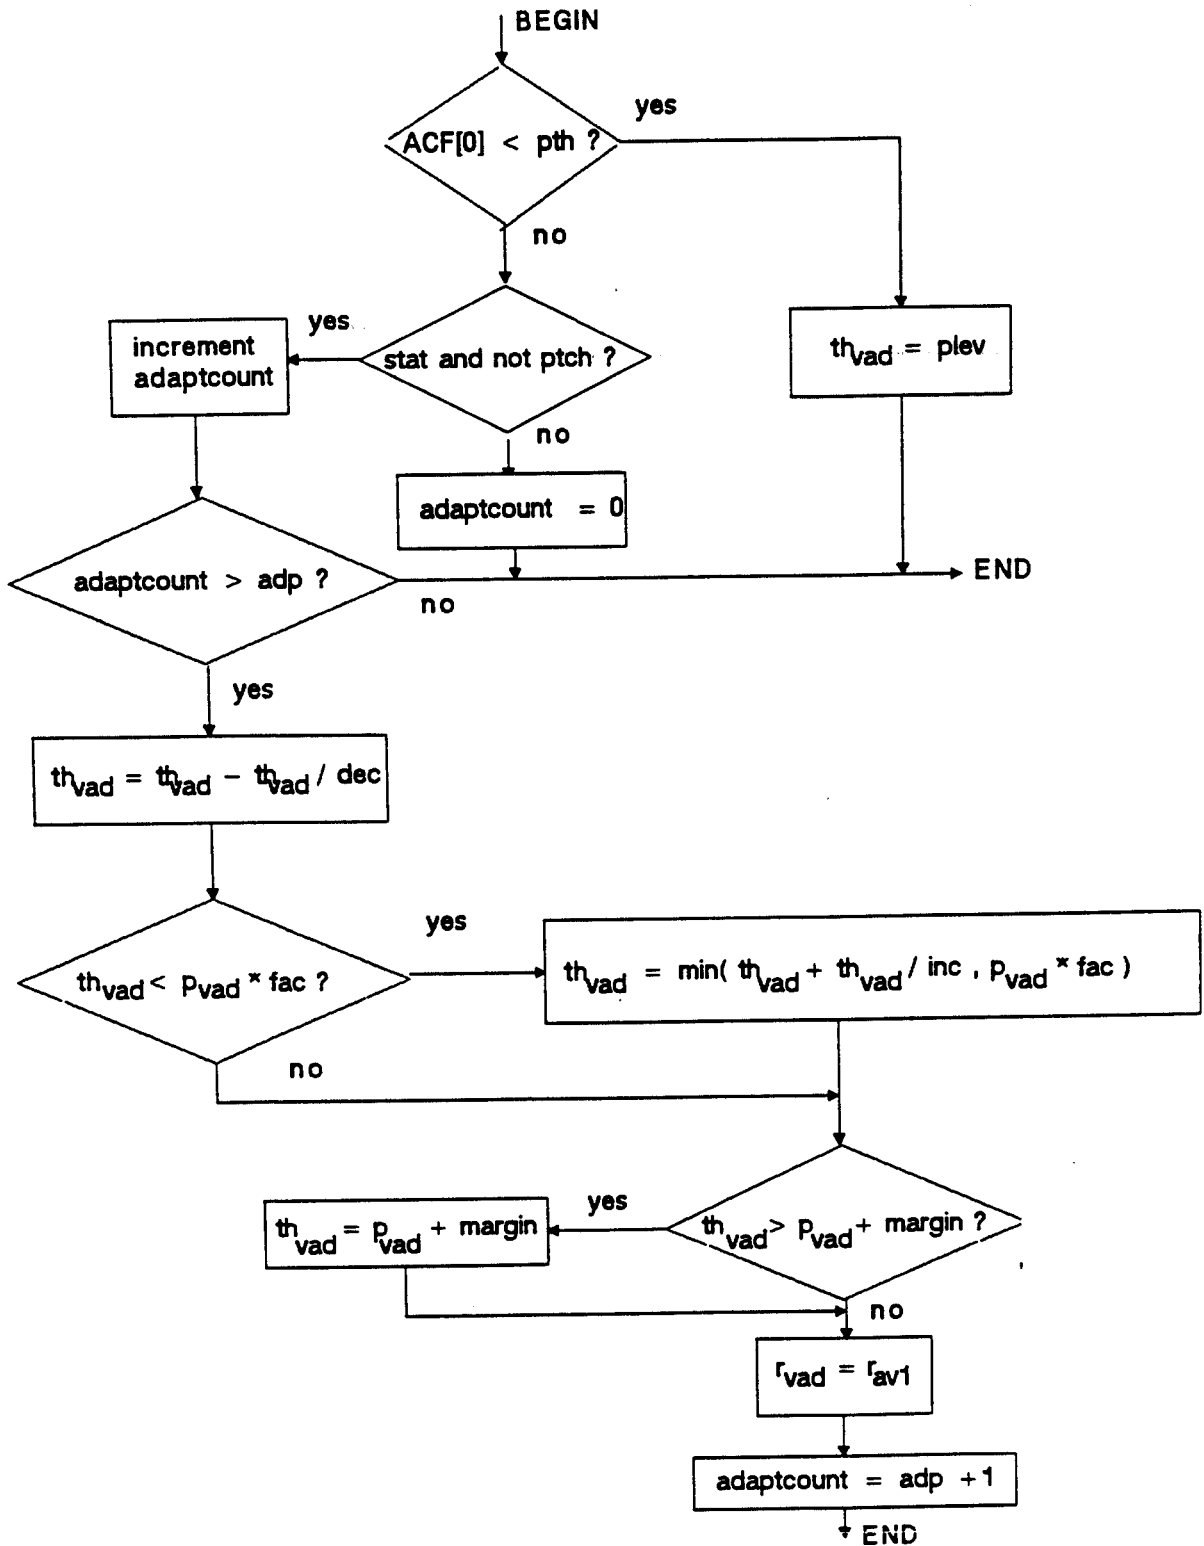 BEGIN
ACF[0] < pth ?
yes
no
stat and not ptch ?
yes
increment
adaptcount
th_vad = plev
no
adaptcount = 0
adaptcount > adp ?
no
END
yes
th_vad = th_vad - th_vad / dec
th_vad < p_vad * fac ?
yes
th_vad = min( th_vad + th_vad / inc , p_vad * fac )
no
th_vad > p_vad + margin ?
yes
th_vad = p_vad + margin
no
r_vad = r_av1
adaptcount = adp + 1
END